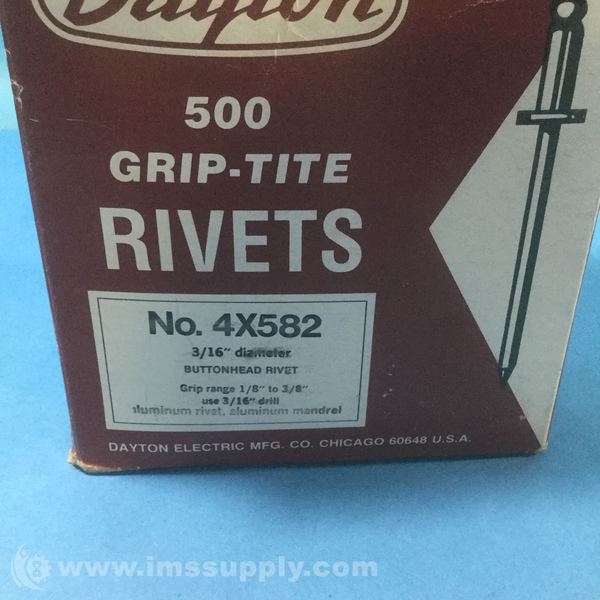 Dayton
500
GRIP-TITE
RIVETS
No. 4X582
3/16" diameter
BUTTONHEAD RIVET
Grip range 1/8" to 3/8"
use 3/16" drill
aluminum rivet, aluminum mandrel
DAYTON ELECTRIC MFG. CO. CHICAGO 60648 U.S.A.
www.imssupply.com